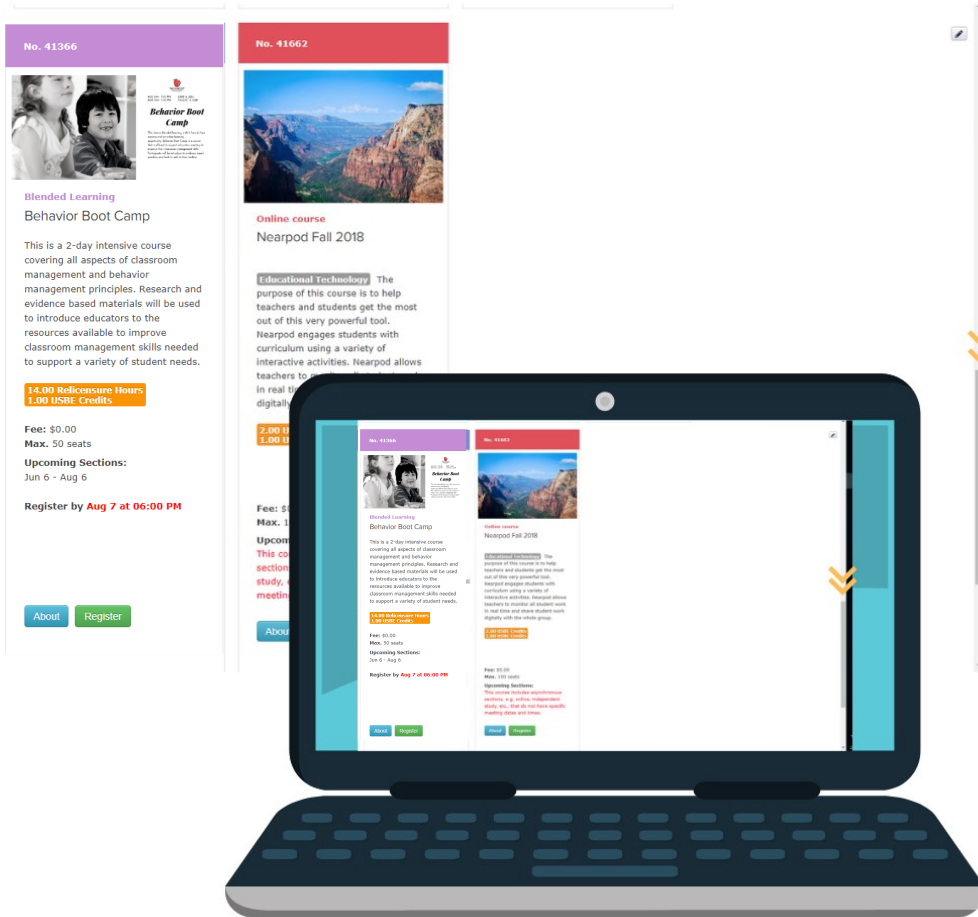 No. 41366
Behavior Boot
Camp
Blended Learning
Behavior Boot Camp
This is a 2-day intensive course
covering all aspects of classroom
management and behavior
management principles. Research and
evidence based materials will be used
to introduce educators to the
resources available to improve
classroom management skills needed
to support a variety of student needs.
14.00 Relicensure Hours
1.00 USBE Credits
Fee: $0.00
Max. 50 seats
Upcoming Sections:
Jun 6 - Aug 6
Register by Aug 7 at 06:00 PM
About
Register
No. 41662
Online course
Nearpod Fall 2018
Educational Technology The
purpose of this course is to help
teachers and students get the most
out of this very powerful tool.
Nearpod engages students with
curriculum using a variety of
interactive activities. Nearpod allows
teachers to
in real
digitally
2.00
1.00
Fee:
Max.
This
study,
No. 41366
Behavior Boot
Camp
Blended Learning
Behavior Boot Camp
This is a 2-day intensive course
covering all aspects of classroom
management and behavior
management principles. Research and
evidence based materials will be used
to introduce educators to the
resources available to improve
classroom management skills needed
to support a variety of student needs.
14.00 Relicensure Hours
1.00 USBE Credits
Fee: $0.00
Max. 50 seats
Upcoming Sections:
Jun 6 - Aug 6
Register by Aug 7 at 06:00 PM
About
Register
No. 41662
Online course
Nearpod Fall 2018
Educational Technology The
purpose of this course is to help
teachers and students get the most
out of this very powerful tool.
Nearpod engages students with
curriculum using a variety of
interactive activities. Nearpod allows
teachers to monitor all student work
in real time and share student work
digitally with the whole group.
2.00 USBE Credits
1.00 USBE Credits
Fee: $0.00
Max. 100 seats
Upcoming Sections:
This course includes asynchronous
sections, e.g. online, independent
study, etc., that do not have specific
meeting dates and times.
About
Register